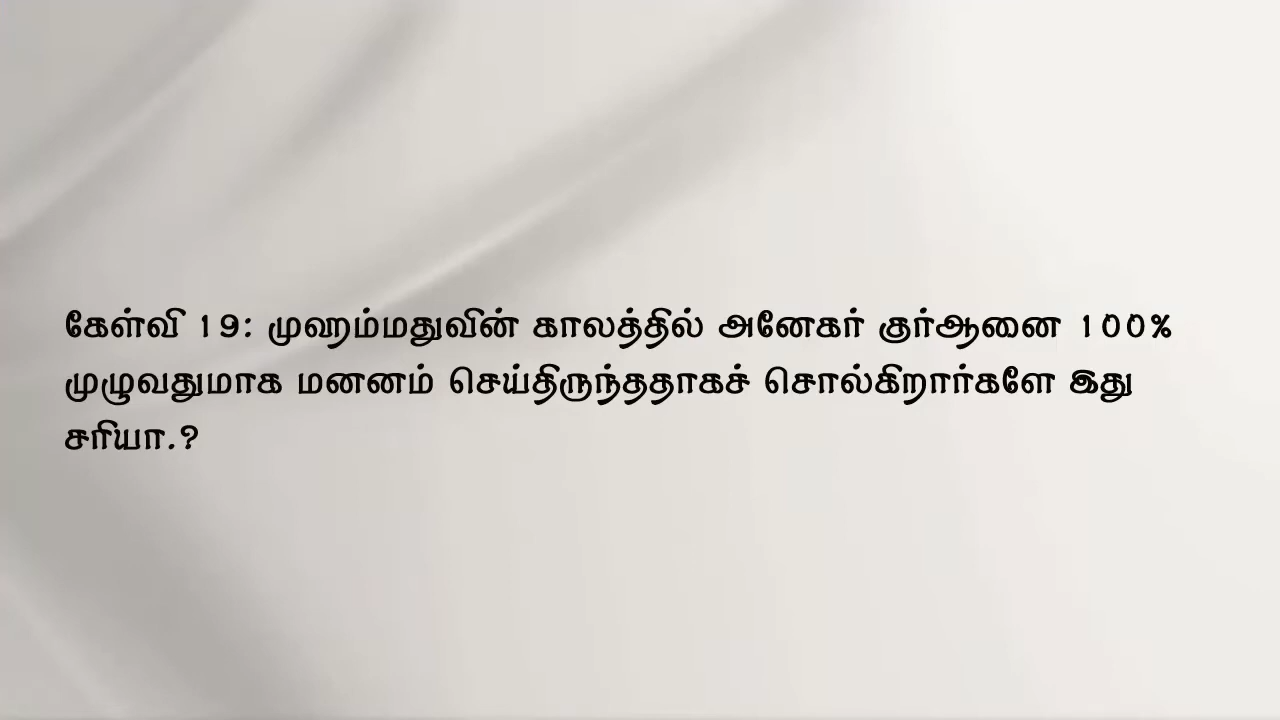 கேள்வி 19: முஹம்மதுவின் காலத்தில் அனேகர் குர்ஆனை 100%
முழுவதுமாக மனனம் செய்திருந்ததாகச் சொல்கிறார்களே இது
சரியா.?